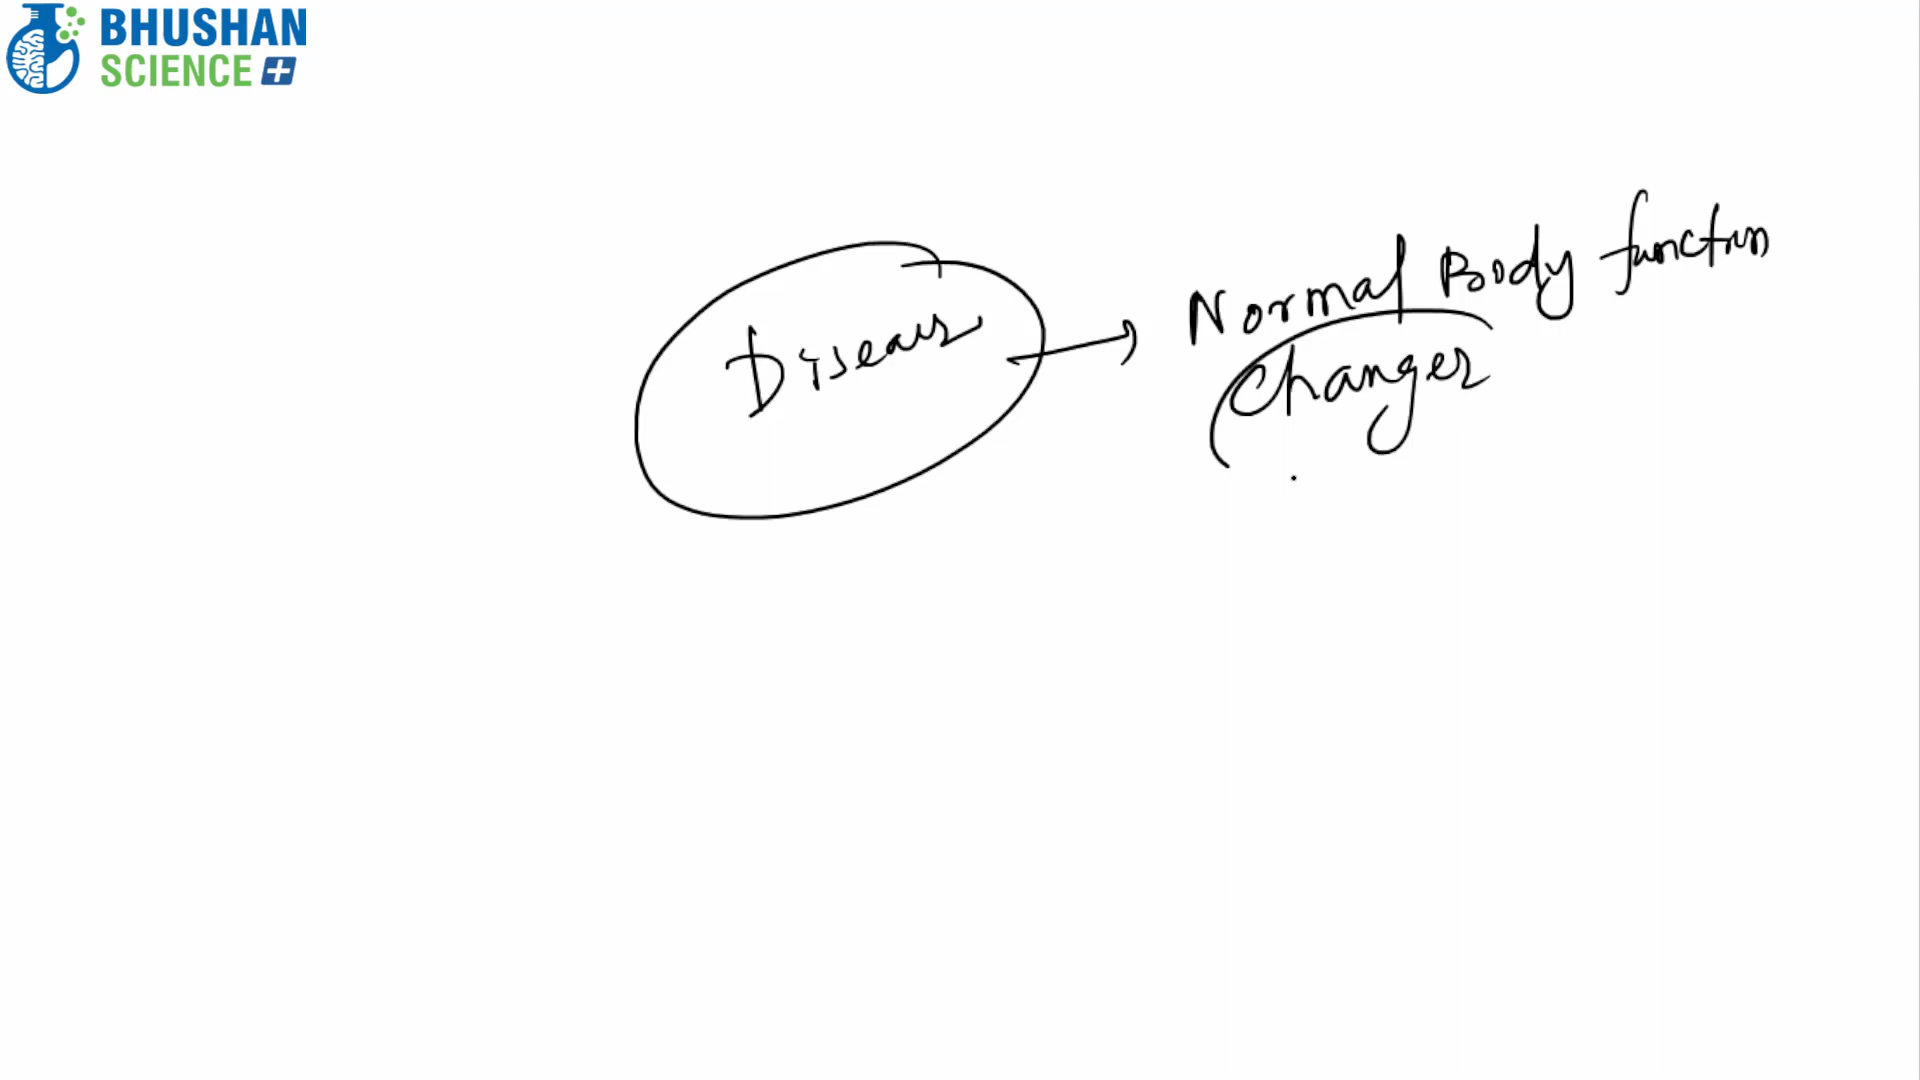 BHUSHAN
SCIENCE +
Disease
Normal Body function
Changes